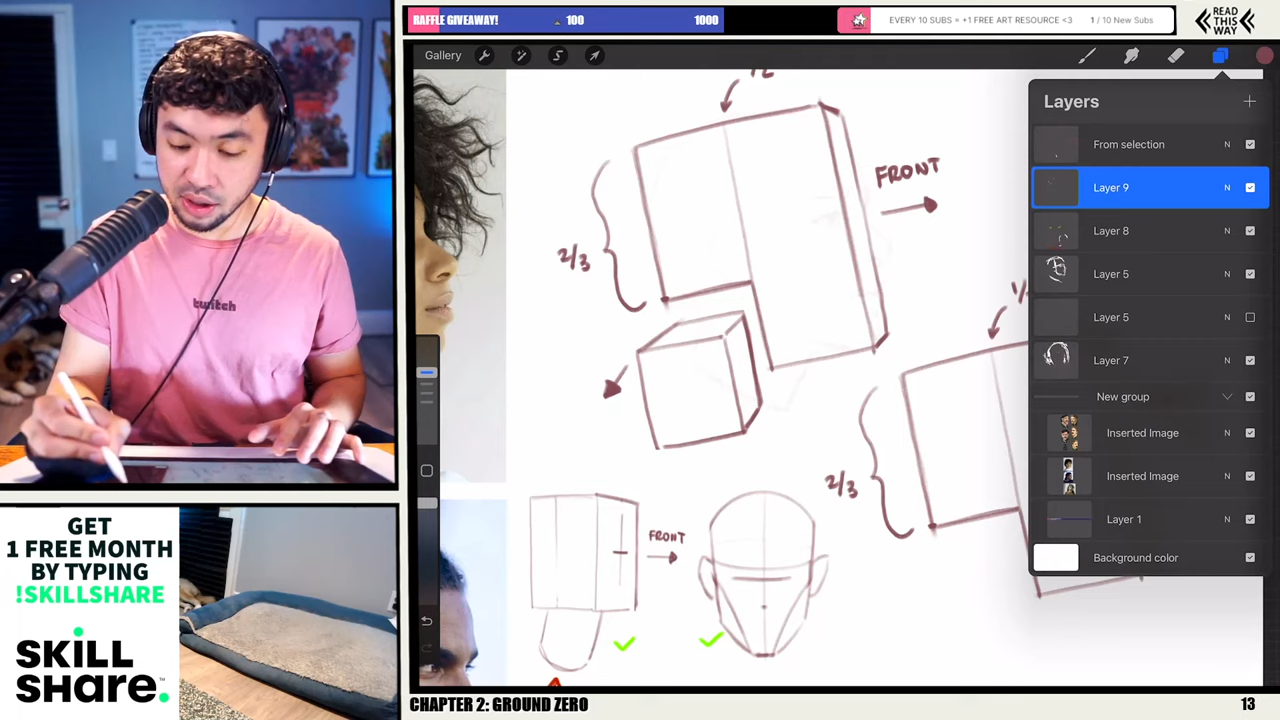 RAFFLE GIVEAWAY!
100
1000
EVERY 10 SUBS = +1 FREE ART RESOURCE <3
1 / 10 New Subs
READ
THIS
WAY
Gallery
Layers
From selection N
Layer 9 N
Layer 8 N
Layer 5 N
Layer 5 N
Layer 7 N
New group
Inserted Image N
Inserted Image N
Layer 1 N
Background color
FRONT
2/3
2/3
FRONT
twitch
GET
1 FREE MONTH
BY TYPING
!SKILLSHARE
SKILL
SHARe.
CHAPTER 2: GROUND ZERO
13